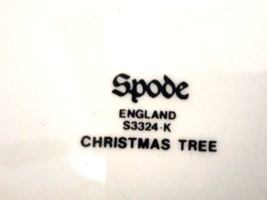 Spode
ENGLAND
S3324-K
CHRISTMAS TREE